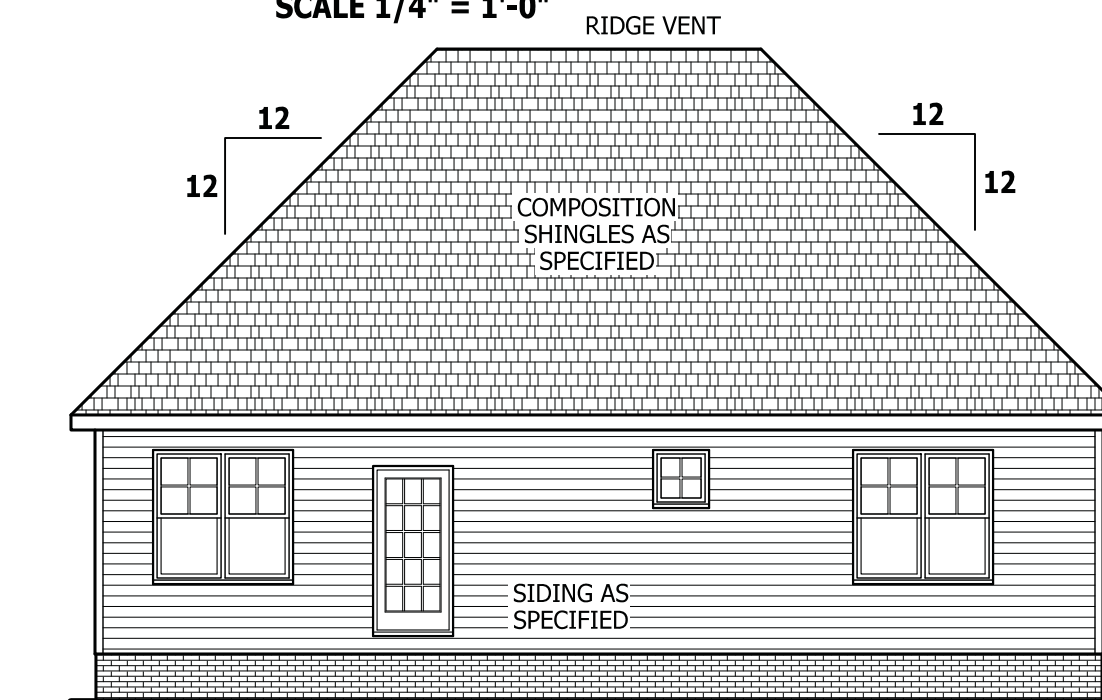 SCALE 1/4" = 1'-0"
RIDGE VENT
12
12
12
12
COMPOSITION
SHINGLES AS
SPECIFIED
SIDING AS
SPECIFIED